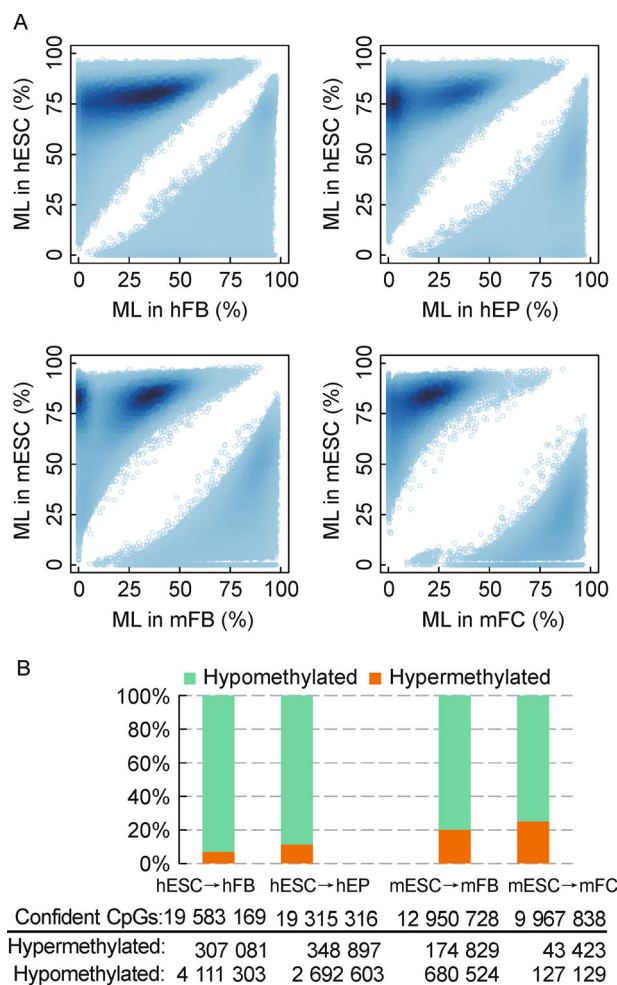 A
ML in hESC (%)
100
75
50
25
0
0 25 50 75 100
ML in hFB (%)
ML in hESC (%)
100
75
50
25
0
0 25 50 75 100
ML in hEP (%)
ML in mESC (%)
100
75
50
25
0
0 25 50 75 100
ML in mFB (%)
ML in mESC (%)
100
75
50
25
0
0 25 50 75 100
ML in mFC (%)
B
Hypomethylated Hypermethylated
100%
80%
60%
40%
20%
0%
hESC→hFB hESC→hEP mESC→mFB mESC→mFC
Confident CpGs: 19 583 169 19 315 316 12 950 728 9 967 838
Hypermethylated: 307 081 348 897 174 829 43 423
Hypomethylated: 4 111 303 2 692 603 680 524 127 129